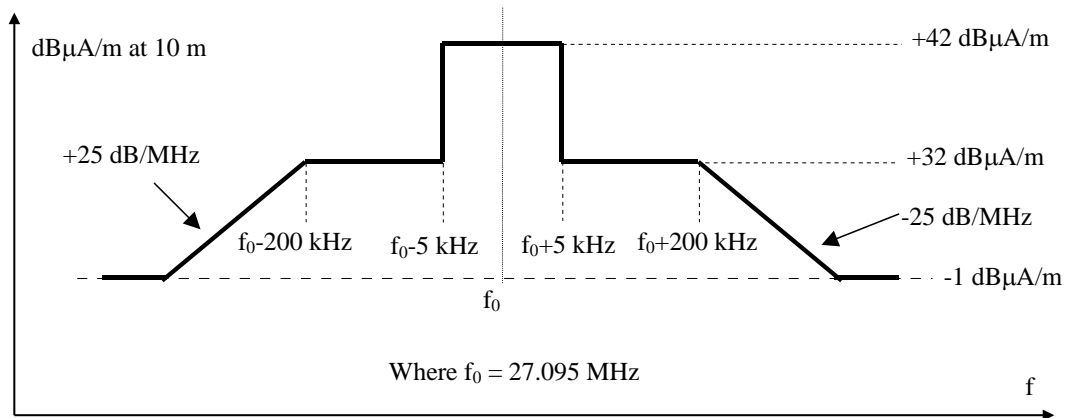 dBµA/m at 10 m
+42 dBµA/m
+25 dB/MHz
+32 dBµA/m
-25 dB/MHz
f₀-200 kHz
f₀-5 kHz
f₀+5 kHz
f₀+200 kHz
-1 dBµA/m
f₀
Where f₀ = 27.095 MHz
f